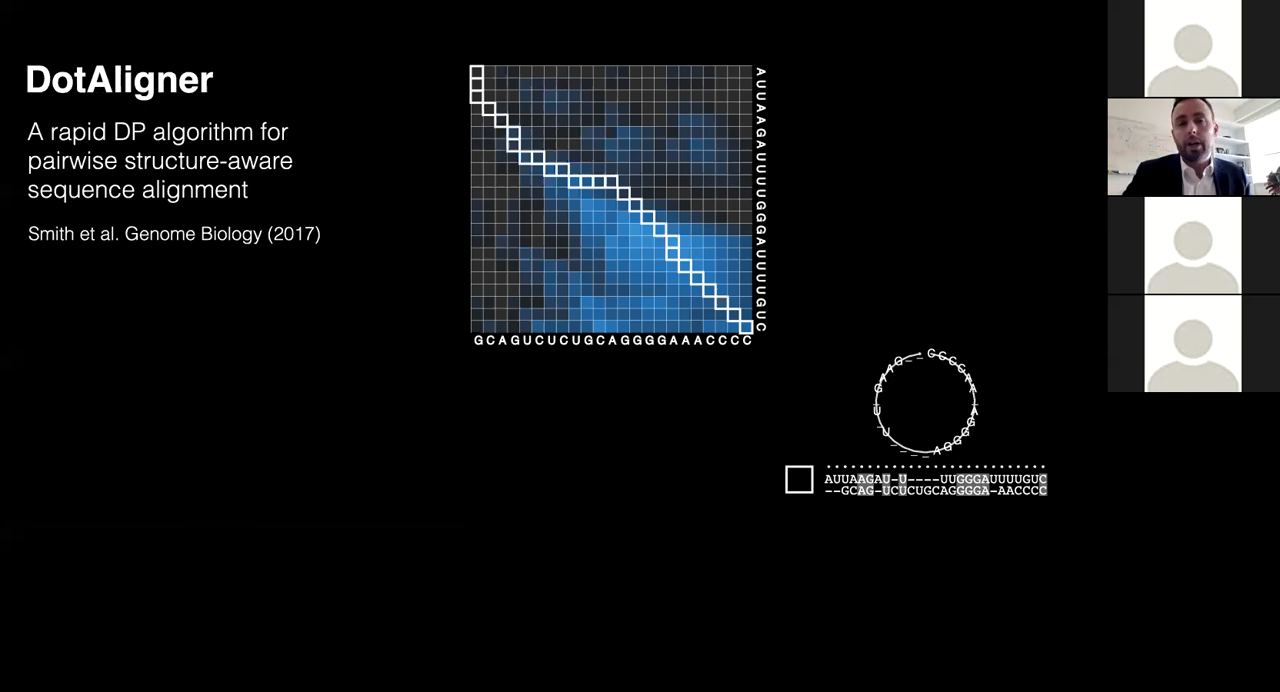 DotAligner
A rapid DP algorithm for
pairwise structure-aware
sequence alignment
Smith et al. Genome Biology (2017)
AUUAAGAUUUUGGGAUUUUGUC
GCAGUCUCUGCAGGGGAAACCCC
AUUAAGAU-U----UUGGGAUUUUGUC
--GCAG-UCUCUGCAGGGGA-AACCCC